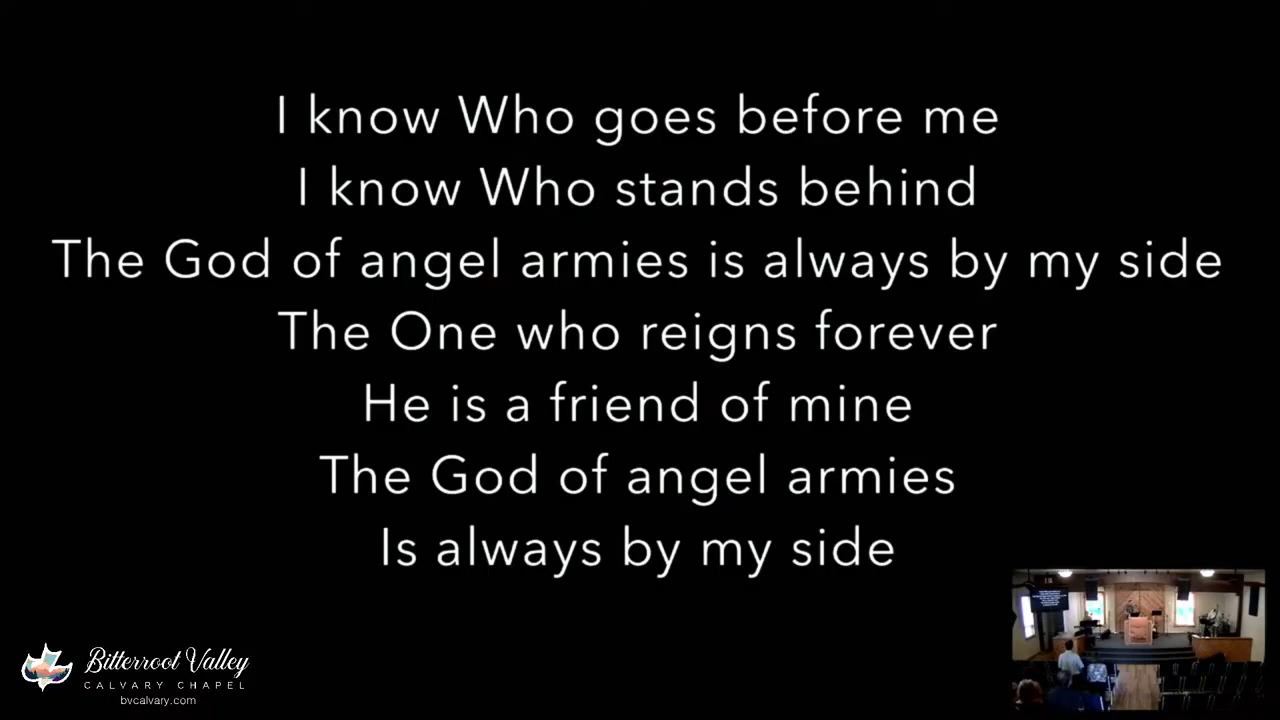 I know Who goes before me
I know Who stands behind
The God of angel armies is always by my side
The One who reigns forever
He is a friend of mine
The God of angel armies
Is always by my side
Bitterroot Valley
CALVARY CHAPEL
bvcalvary.com